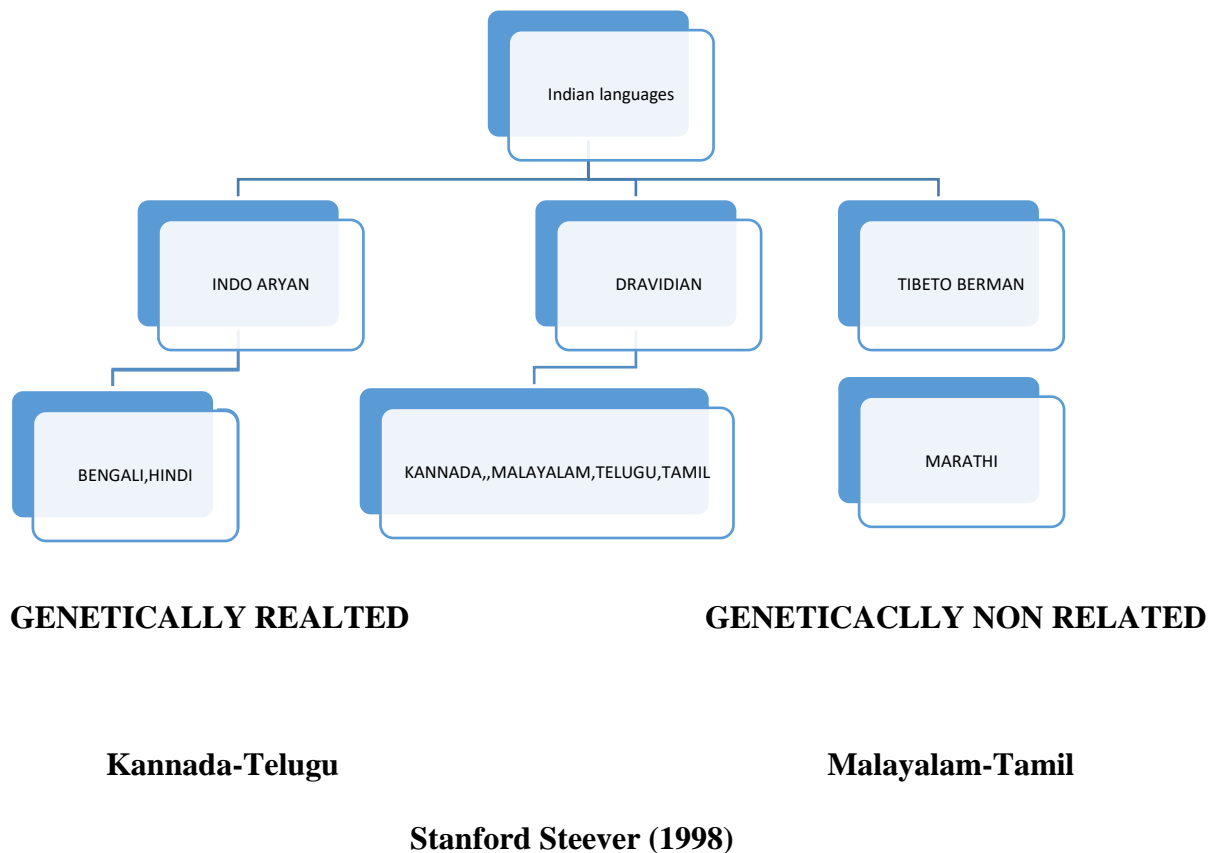 Indian languages
INDO ARYAN
DRAVIDIAN
TIBETO BERMAN
BENGALI,HINDI
KANNADA,,MALAYALAM,TELUGU,TAMIL
MARATHI
GENETICALLY REALTED
GENETICACLLY NON RELATED
Kannada-Telugu
Malayalam-Tamil
Stanford Steever (1998)